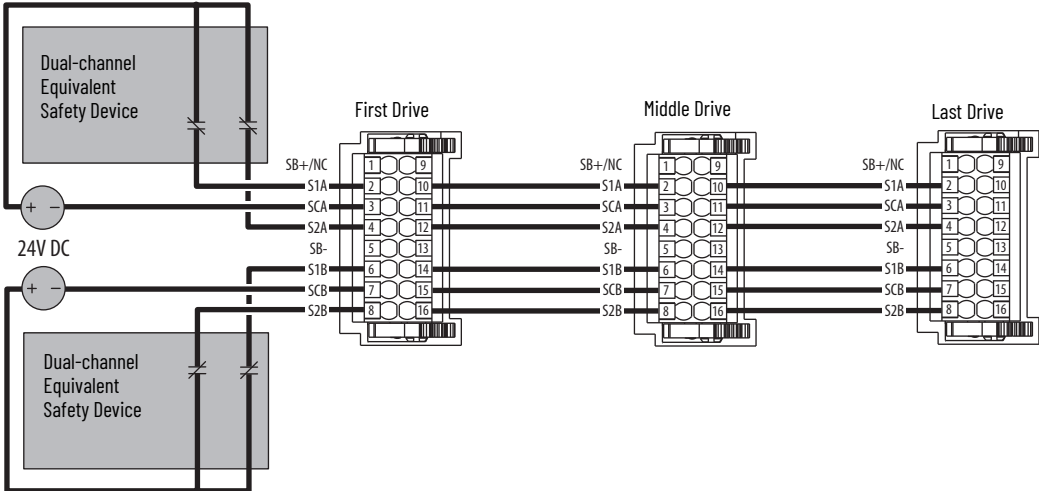 Dual-channel
Equivalent
Safety Device
First Drive
Middle Drive
Last Drive
SB+/NC 1 9
SB+/NC 1 9
SB+/NC 1 9
S1A 2 10
S1A 2 10
S1A 2 10
SCA 3 11
SCA 3 11
SCA 3 11
S2A 4 12
S2A 4 12
S2A 4 12
+ -
24V DC
SB- 5 13
SB- 5 13
SB- 5 13
S1B 6 14
S1B 6 14
S1B 6 14
+ -
SCB 7 15
SCB 7 15
SCB 7 15
S2B 8 16
S2B 8 16
S2B 8 16
Dual-channel
Equivalent
Safety Device